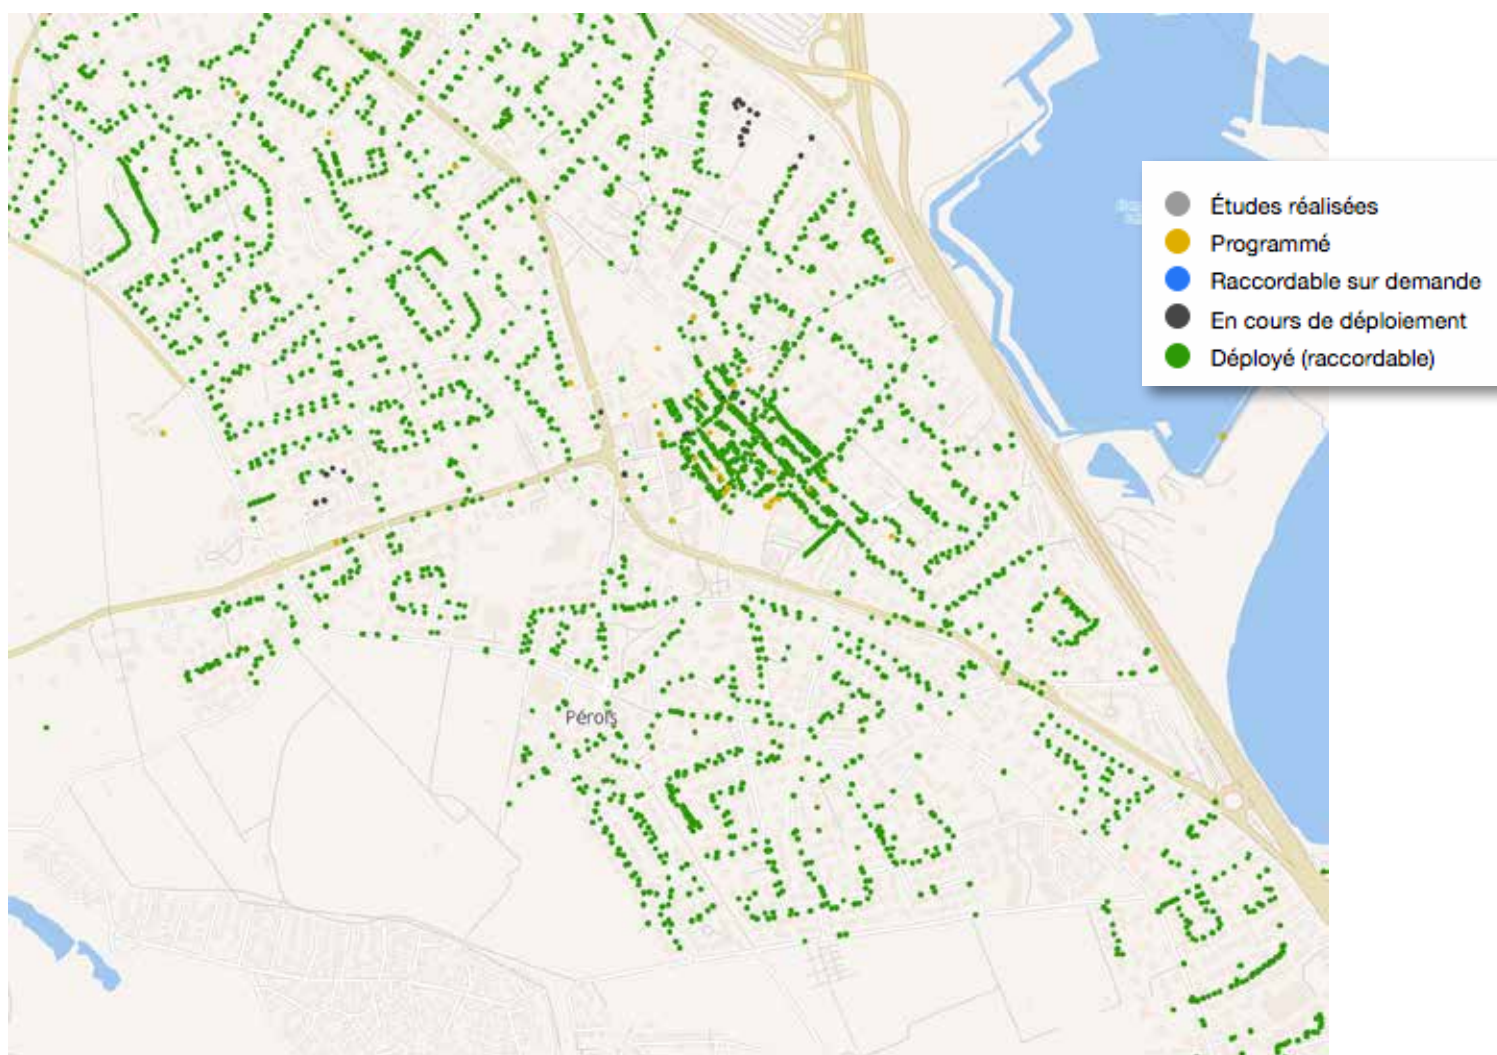 Études réalisées
Programmé
Raccordable sur demande
En cours de déploiement
Déployé (raccordable)
Pérols